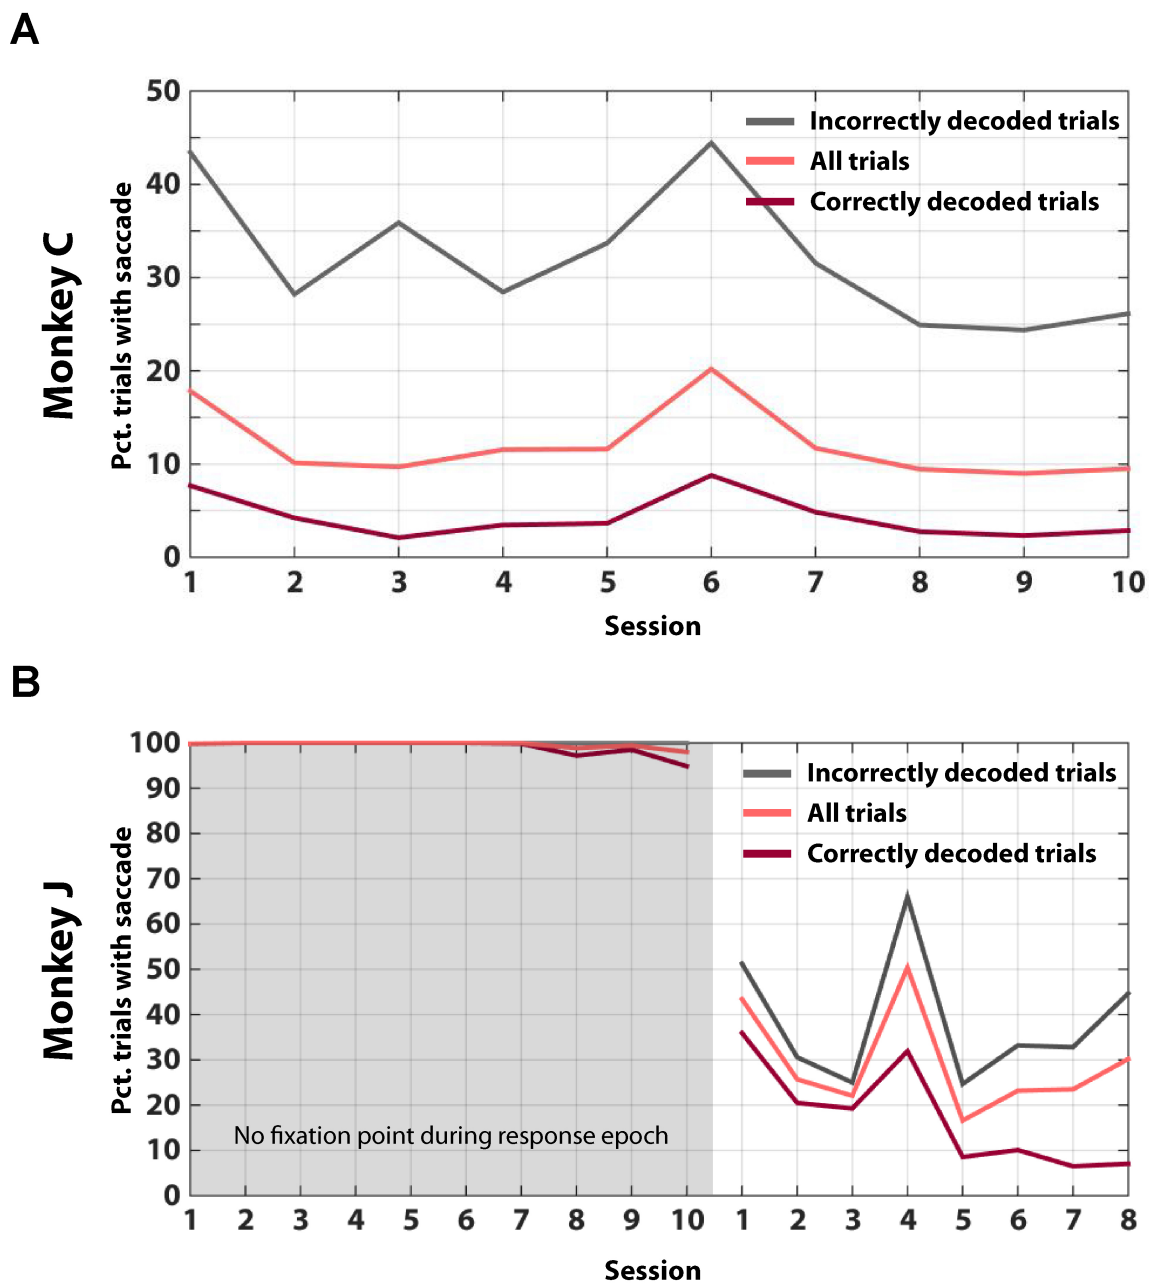 A
Monkey C
Pct. trials with saccade
50
40
30
20
10
0
Incorrectly decoded trials
All trials
Correctly decoded trials
1 2 3 4 5 6 7 8 9 10
Session
B
Monkey J
Pct. trials with saccade
100
90
80
70
60
50
40
30
20
10
0
Incorrectly decoded trials
All trials
Correctly decoded trials
No fixation point during response epoch
1 2 3 4 5 6 7 8 9 10 1 2 3 4 5 6 7 8
Session